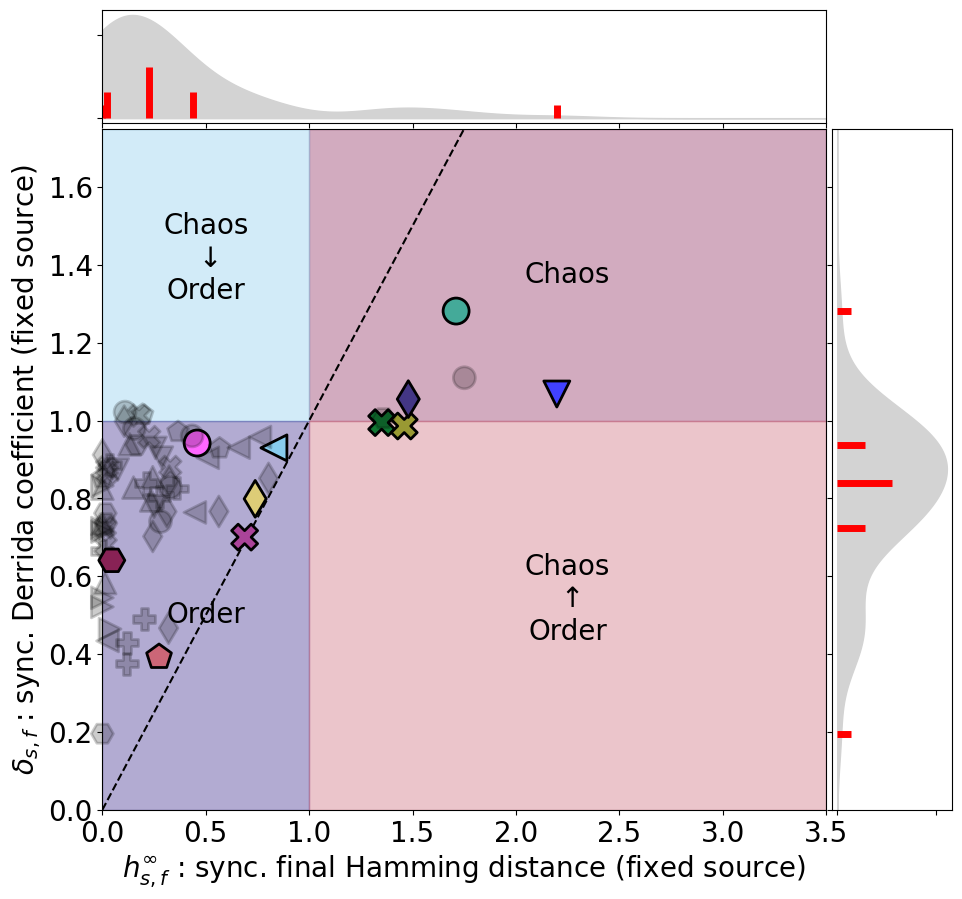 Chaos
↓
Order
Chaos
Order
Chaos
↑
Order
1.6
1.4
1.2
1.0
0.8
0.6
0.4
0.2
0.0
0.0 0.5 1.0 1.5 2.0 2.5 3.0 3.5
δ_{s,f} : sync. Derrida coefficient (fixed source)
h^∞_{s,f} : sync. final Hamming distance (fixed source)